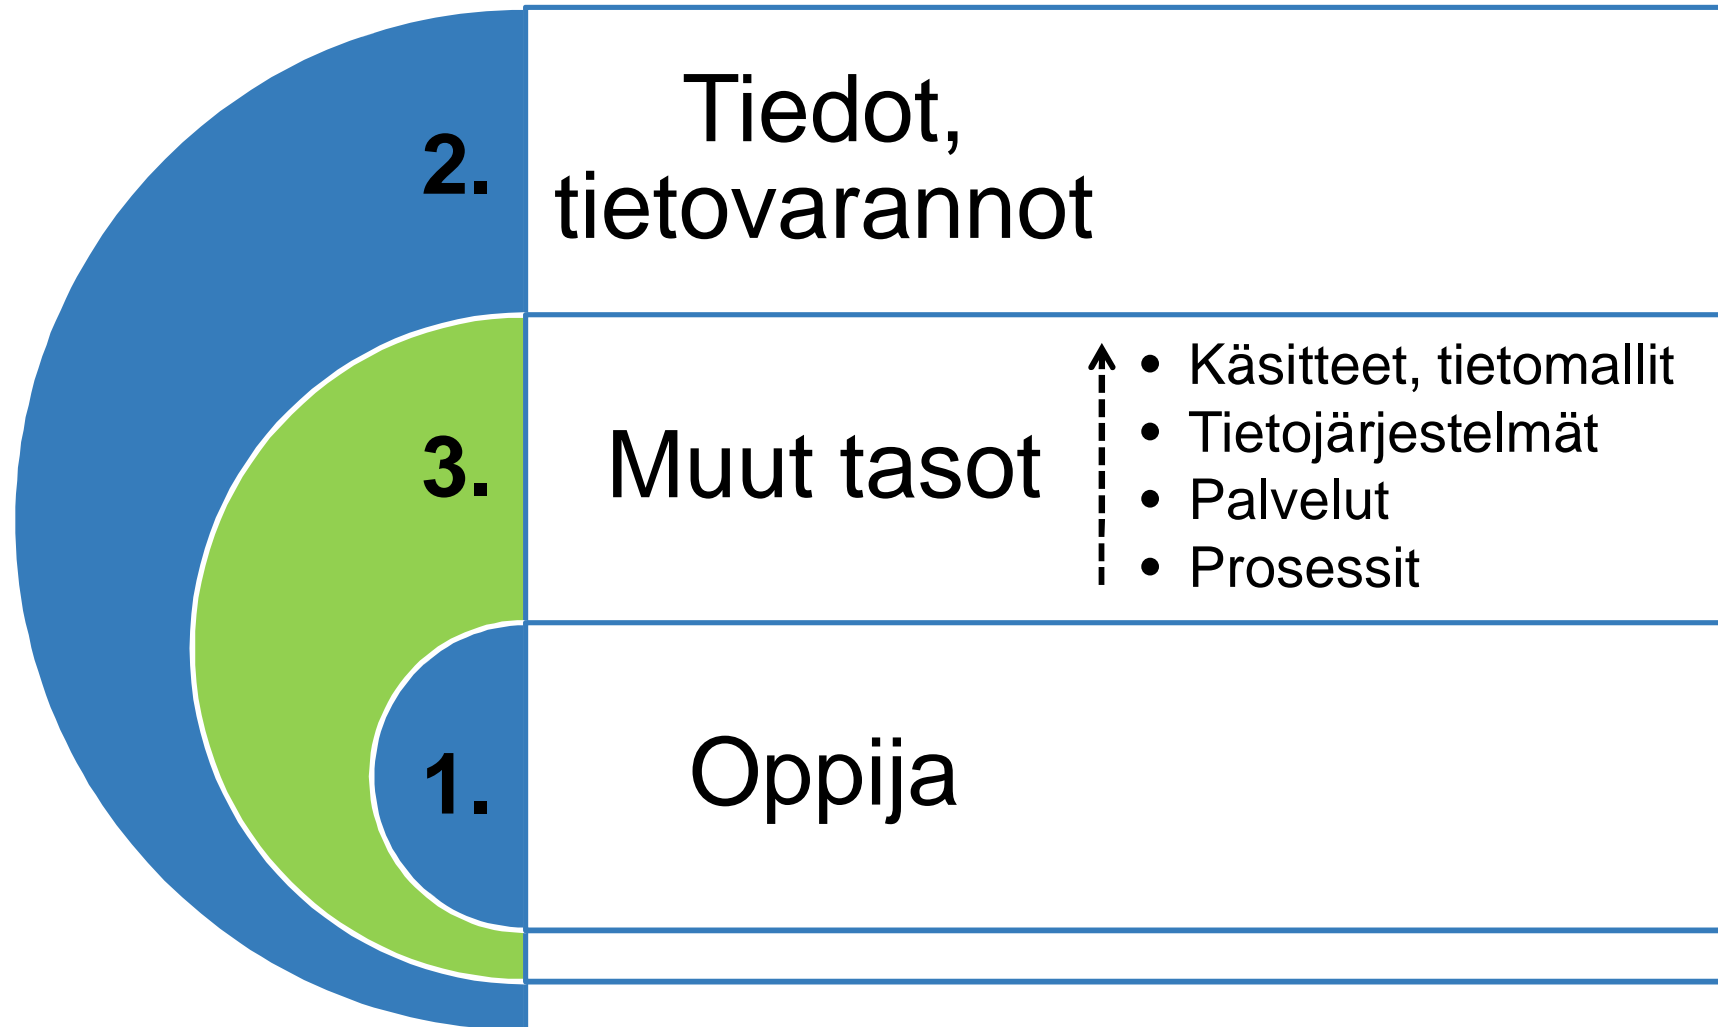 2.
Tiedot,
tietovarannot
3.
Muut tasot
• Käsitteet, tietomallit
• Tietojärjestelmät
• Palvelut
• Prosessit
1.
Oppija